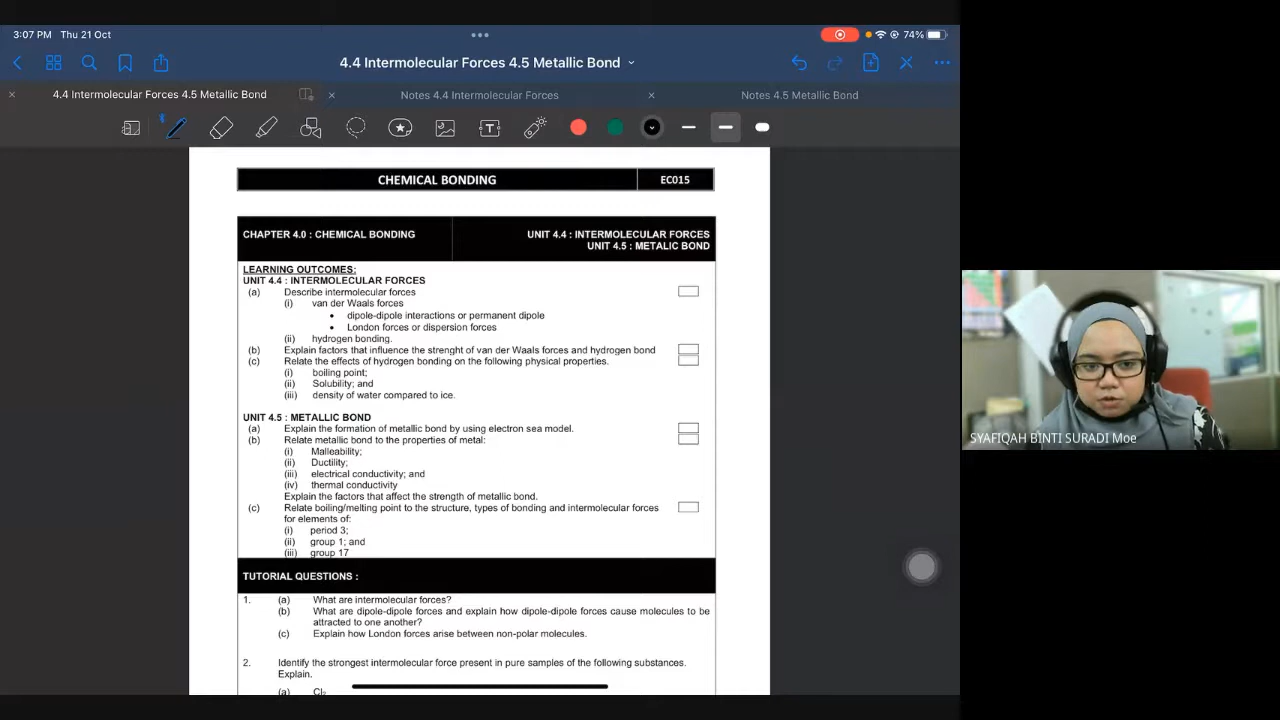 3:07 PM Thu 21 Oct
74%
4.4 Intermolecular Forces 4.5 Metallic Bond
4.4 Intermolecular Forces 4.5 Metallic Bond
Notes 4.4 Intermolecular Forces
Notes 4.5 Metallic Bond
CHEMICAL BONDING EC015
CHAPTER 4.0 : CHEMICAL BONDING
UNIT 4.4 : INTERMOLECULAR FORCES
UNIT 4.5 : METALIC BOND
LEARNING OUTCOMES:
UNIT 4.4 : INTERMOLECULAR FORCES
(a) Describe intermolecular forces
(i) van der Waals forces
• dipole-dipole interactions or permanent dipole
• London forces or dispersion forces
(ii) hydrogen bonding.
(b) Explain factors that influence the strenght of van der Waals forces and hydrogen bond
(c) Relate the effects of hydrogen bonding on the following physical properties.
(i) boiling point;
(ii) Solubility; and
(iii) density of water compared to ice.
UNIT 4.5 : METALLIC BOND
(a) Explain the formation of metallic bond by using electron sea model.
(b) Relate metallic bond to the properties of metal:
(i) Malleability;
(ii) Ductility;
(iii) electrical conductivity; and
(iv) thermal conductivity
Explain the factors that affect the strength of metallic bond.
(c) Relate boiling/melting point to the structure, types of bonding and intermolecular forces
for elements of:
(i) period 3;
(ii) group 1; and
(iii) group 17
TUTORIAL QUESTIONS :
1. (a) What are intermolecular forces?
(b) What are dipole-dipole forces and explain how dipole-dipole forces cause molecules to be
attracted to one another?
(c) Explain how London forces arise between non-polar molecules.
2. Identify the strongest intermolecular force present in pure samples of the following substances.
Explain.
(a) Cl₂
SYAFIQAH BINTI SURADI Moe